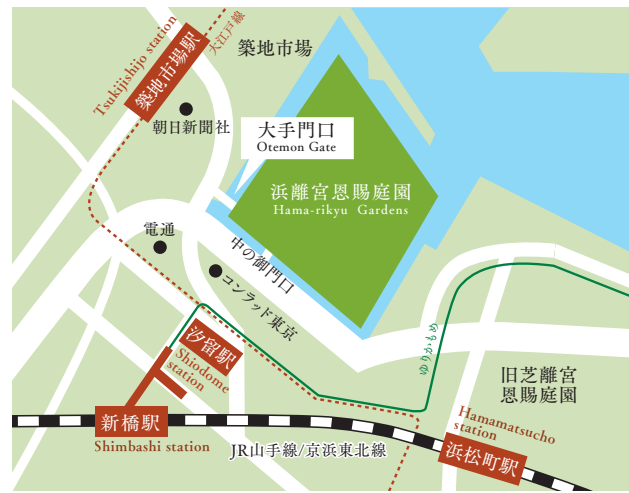 築地市場
大江戸線
Tsukijishijo station
築地市場駅
朝日新聞社
大手門口
Otemon Gate
浜離宮恩賜庭園
Hama-rikyu Gardens
電通
中の御門口
コンラッド東京
汐留駅
Shiodome
station
ゆりかもめ
旧芝離宮
恩賜庭園
新橋駅
Shimbashi station
JR山手線/京浜東北線
Hamamatsucho
station
浜松町駅